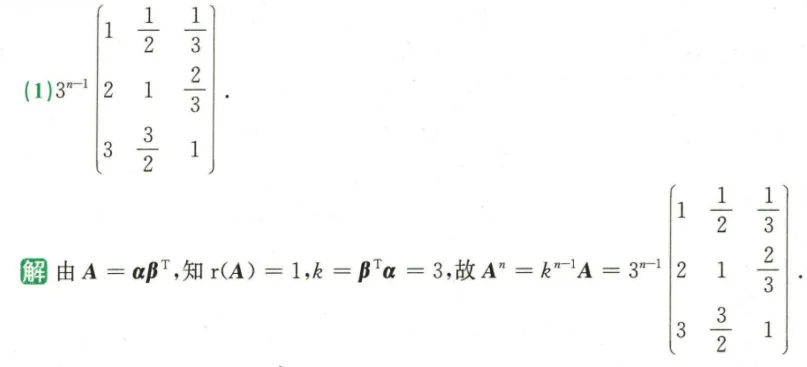 (1) $3^{n-1}\begin{pmatrix} 1 & \frac{1}{2} & \frac{1}{3} \\ 2 & 1 & \frac{2}{3} \\ 3 & \frac{3}{2} & 1 \end{pmatrix}$.
解 由 $\boldsymbol{A} = \boldsymbol{\alpha}\boldsymbol{\beta}^{\mathrm{T}}$,知 $\mathrm{r}(\boldsymbol{A}) = 1, k = \boldsymbol{\beta}^{\mathrm{T}}\boldsymbol{\alpha} = 3$,故 $\boldsymbol{A}^n = k^{n-1}\boldsymbol{A} = 3^{n-1}\begin{pmatrix} 1 & \frac{1}{2} & \frac{1}{3} \\ 2 & 1 & \frac{2}{3} \\ 3 & \frac{3}{2} & 1 \end{pmatrix}$.